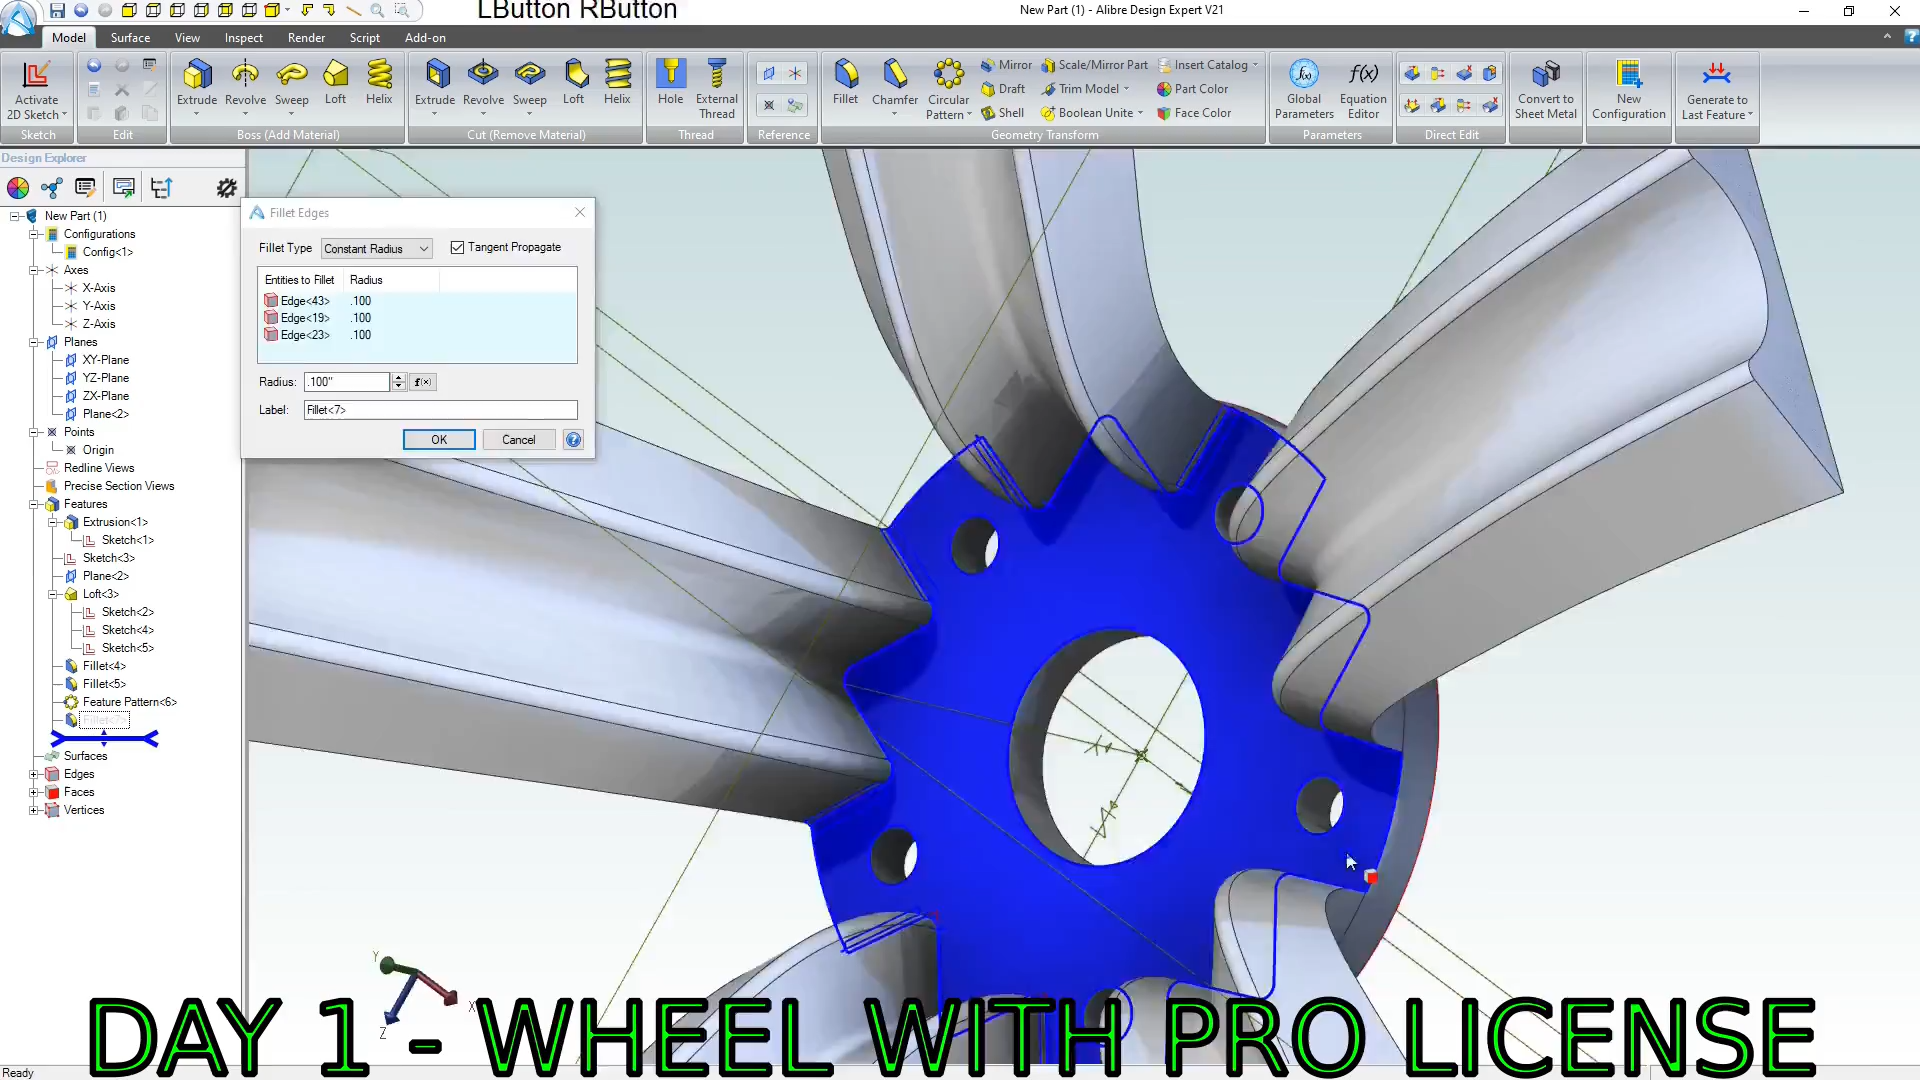 LButton RButton
New Part (1) - Alibre Design Expert V21
Model Surface View Inspect Render Script Add-on
Activate 2D Sketch
Sketch
Edit
Extrude Revolve Sweep Loft Helix
Boss (Add Material)
Extrude Revolve Sweep Loft Helix
Cut (Remove Material)
Hole External Thread
Thread
Reference
Fillet Chamfer Circular Pattern
Mirror Scale/Mirror Part Insert Catalog
Draft Trim Model Part Color
Shell Boolean Unite Face Color
Geometry Transform
Global Parameters Equation Editor
Parameters
Direct Edit
Convert to Sheet Metal
New Configuration
Generate to Last Feature
Design Explorer
New Part (1)
Configurations
Config<1>
Axes
X-Axis
Y-Axis
Z-Axis
Planes
XY-Plane
YZ-Plane
ZX-Plane
Plane<2>
Points
Origin
Redline Views
Precise Section Views
Features
Extrusion<1>
Sketch<1>
Sketch<3>
Plane<2>
Loft<3>
Sketch<2>
Sketch<4>
Sketch<5>
Fillet<4>
Fillet<5>
Feature Pattern<6>
Fillet<7>
Surfaces
Edges
Faces
Vertices
Fillet Edges
Fillet Type Constant Radius Tangent Propagate
Entities to Fillet Radius
Edge<43> .100
Edge<19> .100
Edge<23> .100
Radius: .100" f(x)
Label: Fillet<7>
OK Cancel
Y
X
Z
DAY 1 - WHEEL WITH PRO LICENSE
Ready